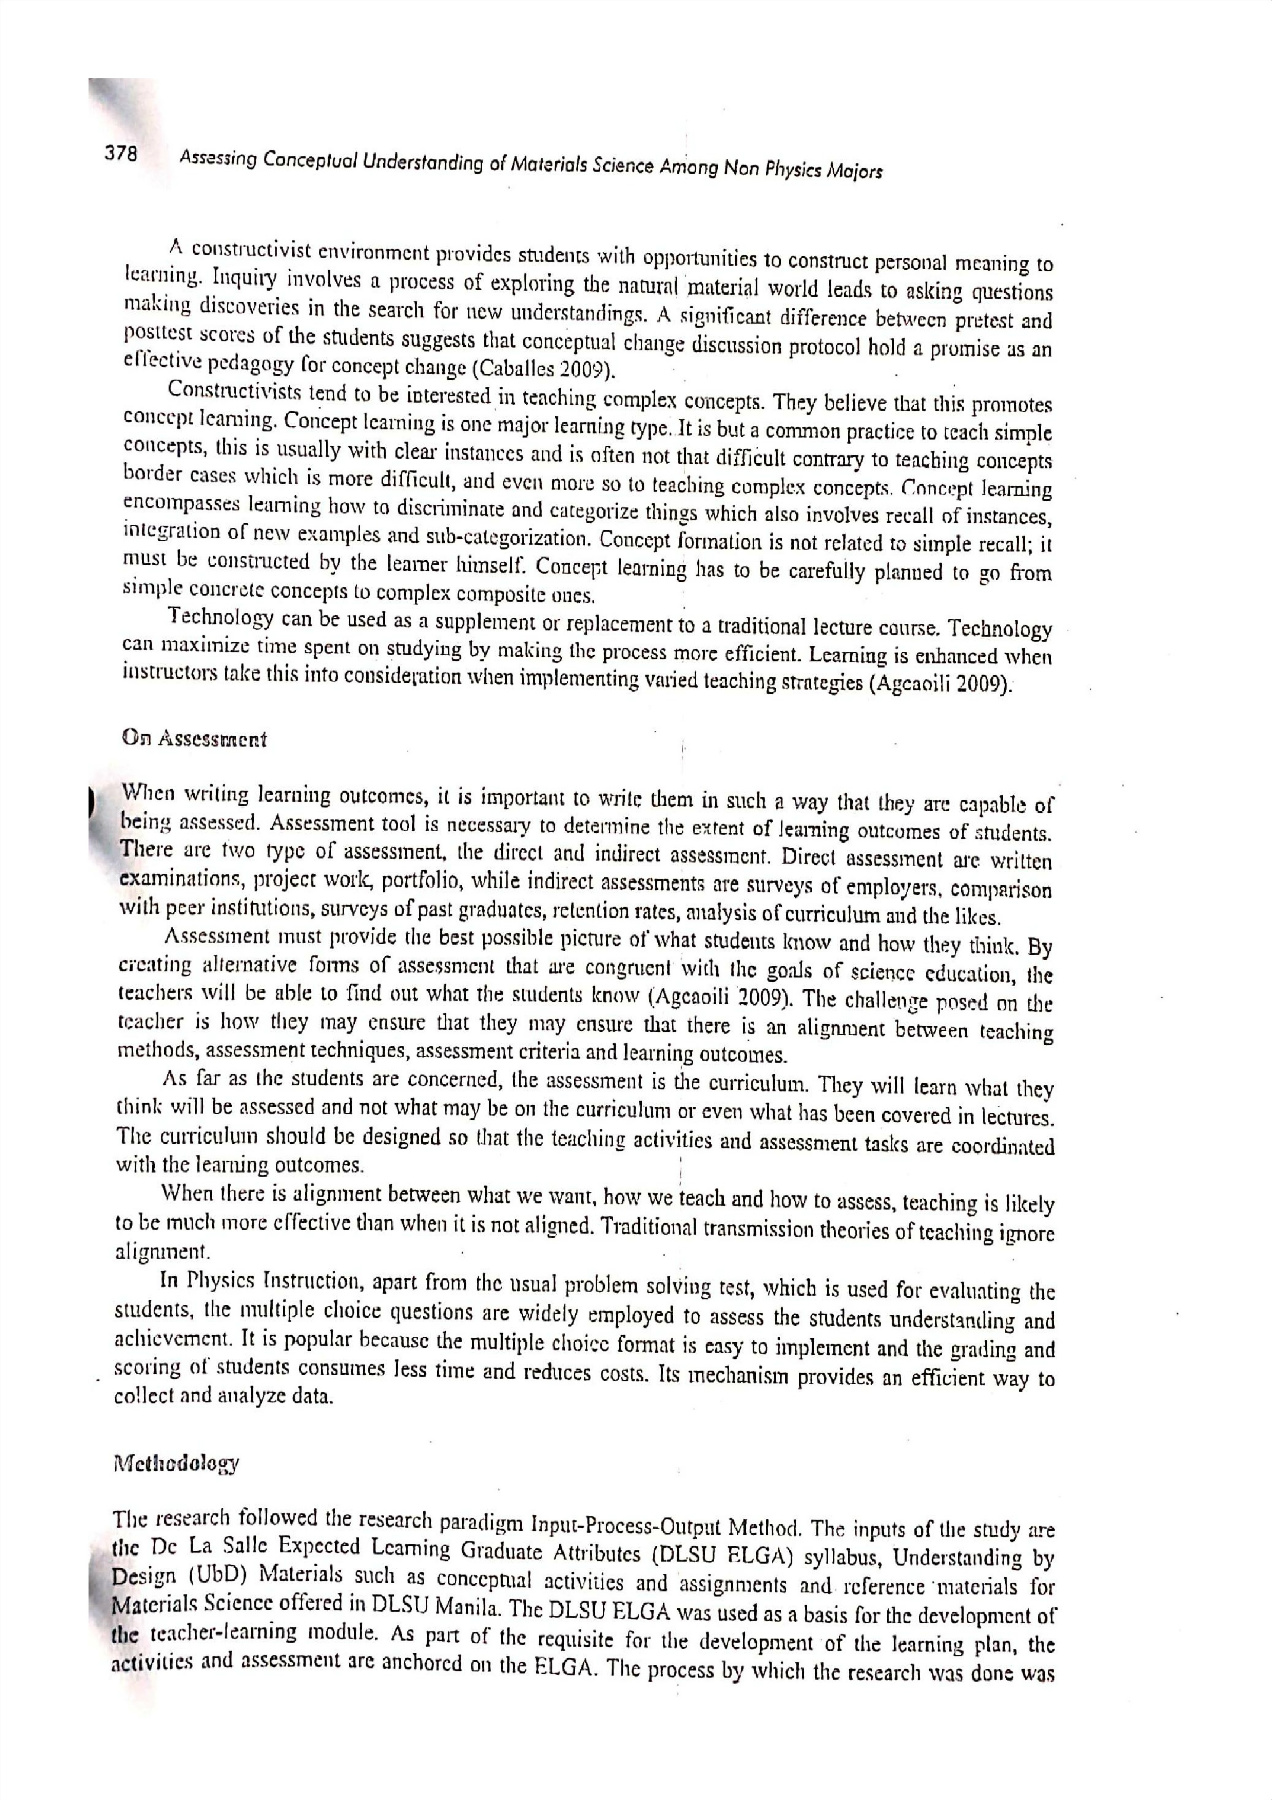 378 Assessing Conceptual Understanding of Materials Science Among Non Physics Majors
A constructivist environment provides students with opportunities to construct personal meaning to
learning. Inquiry involves a process of exploring the natural material world leads to asking questions
making discoveries in the search for new understandings. A significant difference between pretest and
posttest scores of the students suggests that conceptual change discussion protocol hold a promise as an
effective pedagogy for concept change (Caballes 2009).
Constructivists tend to be interested in teaching complex concepts. They believe that this promotes
concept learning. Concept learning is one major learning type. It is but a common practice to teach simple
concepts, this is usually with clear instances and is often not that difficult contrary to teaching concepts
border cases which is more difficult, and even more so to teaching complex concepts. Concept learning
encompasses learning how to discriminate and categorize things which also involves recall of instances,
integration of new examples and sub-categorization. Concept formation is not related to simple recall; it
must be constructed by the learner himself. Concept learning has to be carefully planned to go from
simple concrete concepts to complex composite ones.
Technology can be used as a supplement or replacement to a traditional lecture course. Technology
can maximize time spent on studying by making the process more efficient. Learning is enhanced when
instructors take this into consideration when implementing varied teaching strategies (Agcaoili 2009).
On Assessment
When writing learning outcomes, it is important to write them in such a way that they are capable of
being assessed. Assessment tool is necessary to determine the extent of learning outcomes of students.
There are two type of assessment, the direct and indirect assessment. Direct assessment are written
examinations, project work, portfolio, while indirect assessments are surveys of employers, comparison
with peer institutions, surveys of past graduates, retention rates, analysis of curriculum and the likes.
Assessment must provide the best possible picture of what students know and how they think. By
creating alternative forms of assessment that are congruent with the goals of science education, the
teachers will be able to find out what the students know (Agcaoili 2009). The challenge posed on the
teacher is how they may ensure that they may ensure that there is an alignment between teaching
methods, assessment techniques, assessment criteria and learning outcomes.
As far as the students are concerned, the assessment is the curriculum. They will learn what they
think will be assessed and not what may be on the curriculum or even what has been covered in lectures.
The curriculum should be designed so that the teaching activities and assessment tasks are coordinated
with the learning outcomes.
When there is alignment between what we want, how we teach and how to assess, teaching is likely
to be much more effective than when it is not aligned. Traditional transmission theories of teaching ignore
alignment.
In Physics Instruction, apart from the usual problem solving test, which is used for evaluating the
students, the multiple choice questions are widely employed to assess the students understanding and
achievement. It is popular because the multiple choice format is easy to implement and the grading and
scoring of students consumes less time and reduces costs. Its mechanism provides an efficient way to
collect and analyze data.
Methodology
The research followed the research paradigm Input-Process-Output Method. The inputs of the study are
the De La Salle Expected Learning Graduate Attributes (DLSU ELGA) syllabus, Understanding by
Design (UbD) Materials such as conceptual activities and assignments and reference materials for
Materials Science offered in DLSU Manila. The DLSU ELGA was used as a basis for the development of
the teacher-learning module. As part of the requisite for the development of the learning plan, the
activities and assessment are anchored on the ELGA. The process by which the research was done was